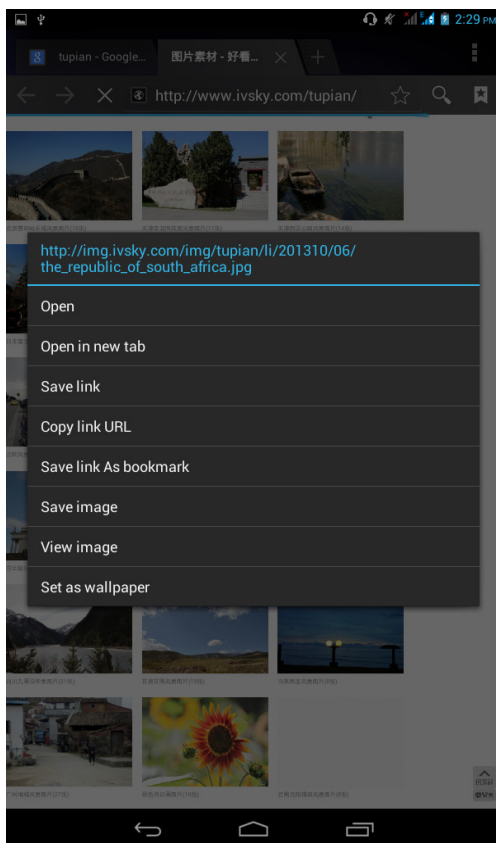 2:29 PM
8 tupian - Google...
图片素材 - 好看...
http://www.ivsky.com/tupian/
http://img.ivsky.com/img/tupian/li/201310/06/
the_republic_of_south_africa.jpg
Open
Open in new tab
Save link
Copy link URL
Save link As bookmark
Save image
View image
Set as wallpaper